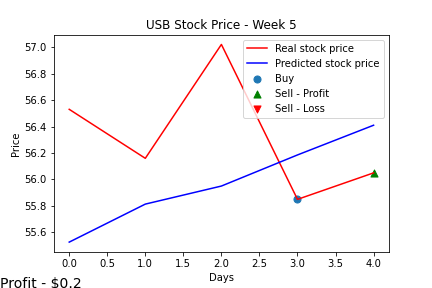 USB Stock Price - Week 5
Real stock price
Predicted stock price
Buy
Sell - Profit
Sell - Loss
Price
57.0
56.8
56.6
56.4
56.2
56.0
55.8
55.6
0.0 0.5 1.0 1.5 2.0 2.5 3.0 3.5 4.0
Days
Profit - $0.2